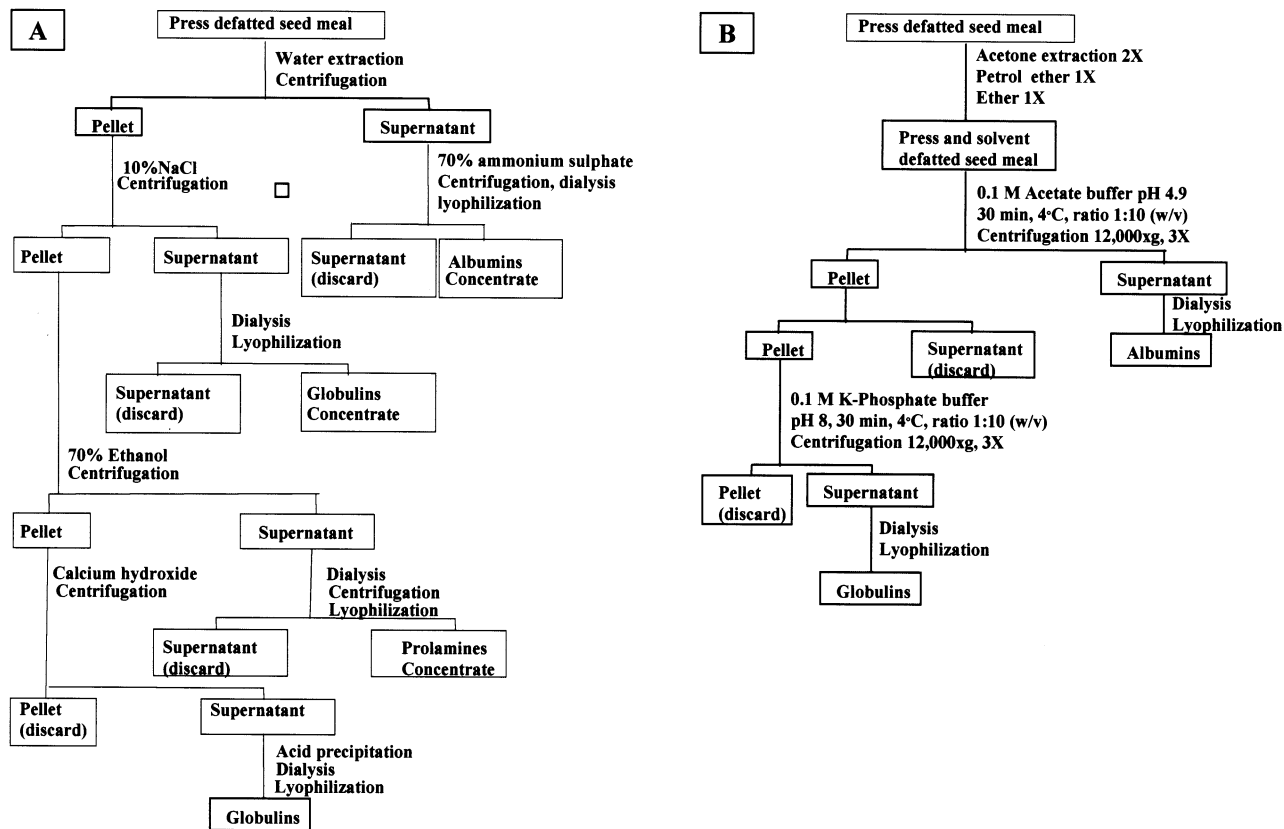 A
Press defatted seed meal
Water extraction
Centrifugation
Pellet
Supernatant
10%NaCl
Centrifugation
70% ammonium sulphate
Centrifugation, dialysis
lyophilization
Pellet
Supernatant
Supernatant
(discard)
Albumins
Concentrate
Dialysis
Lyophilization
Supernatant
(discard)
Globulins
Concentrate
70% Ethanol
Centrifugation
Pellet
Supernatant
Calcium hydroxide
Centrifugation
Dialysis
Centrifugation
Lyophilization
Supernatant
(discard)
Prolamines
Concentrate
Pellet
(discard)
Supernatant
Acid precipitation
Dialysis
Lyophilization
Globulins
B
Press defatted seed meal
Acetone extraction 2X
Petrol ether 1X
Ether 1X
Press and solvent
defatted seed meal
0.1 M Acetate buffer pH 4.9
30 min, 4°C, ratio 1:10 (w/v)
Centrifugation 12,000xg, 3X
Pellet
Supernatant
Dialysis
Lyophilization
Albumins
Pellet
Supernatant
(discard)
0.1 M K-Phosphate buffer
pH 8, 30 min, 4°C, ratio 1:10 (w/v)
Centrifugation 12,000xg, 3X
Pellet
(discard)
Supernatant
Dialysis
Lyophilization
Globulins